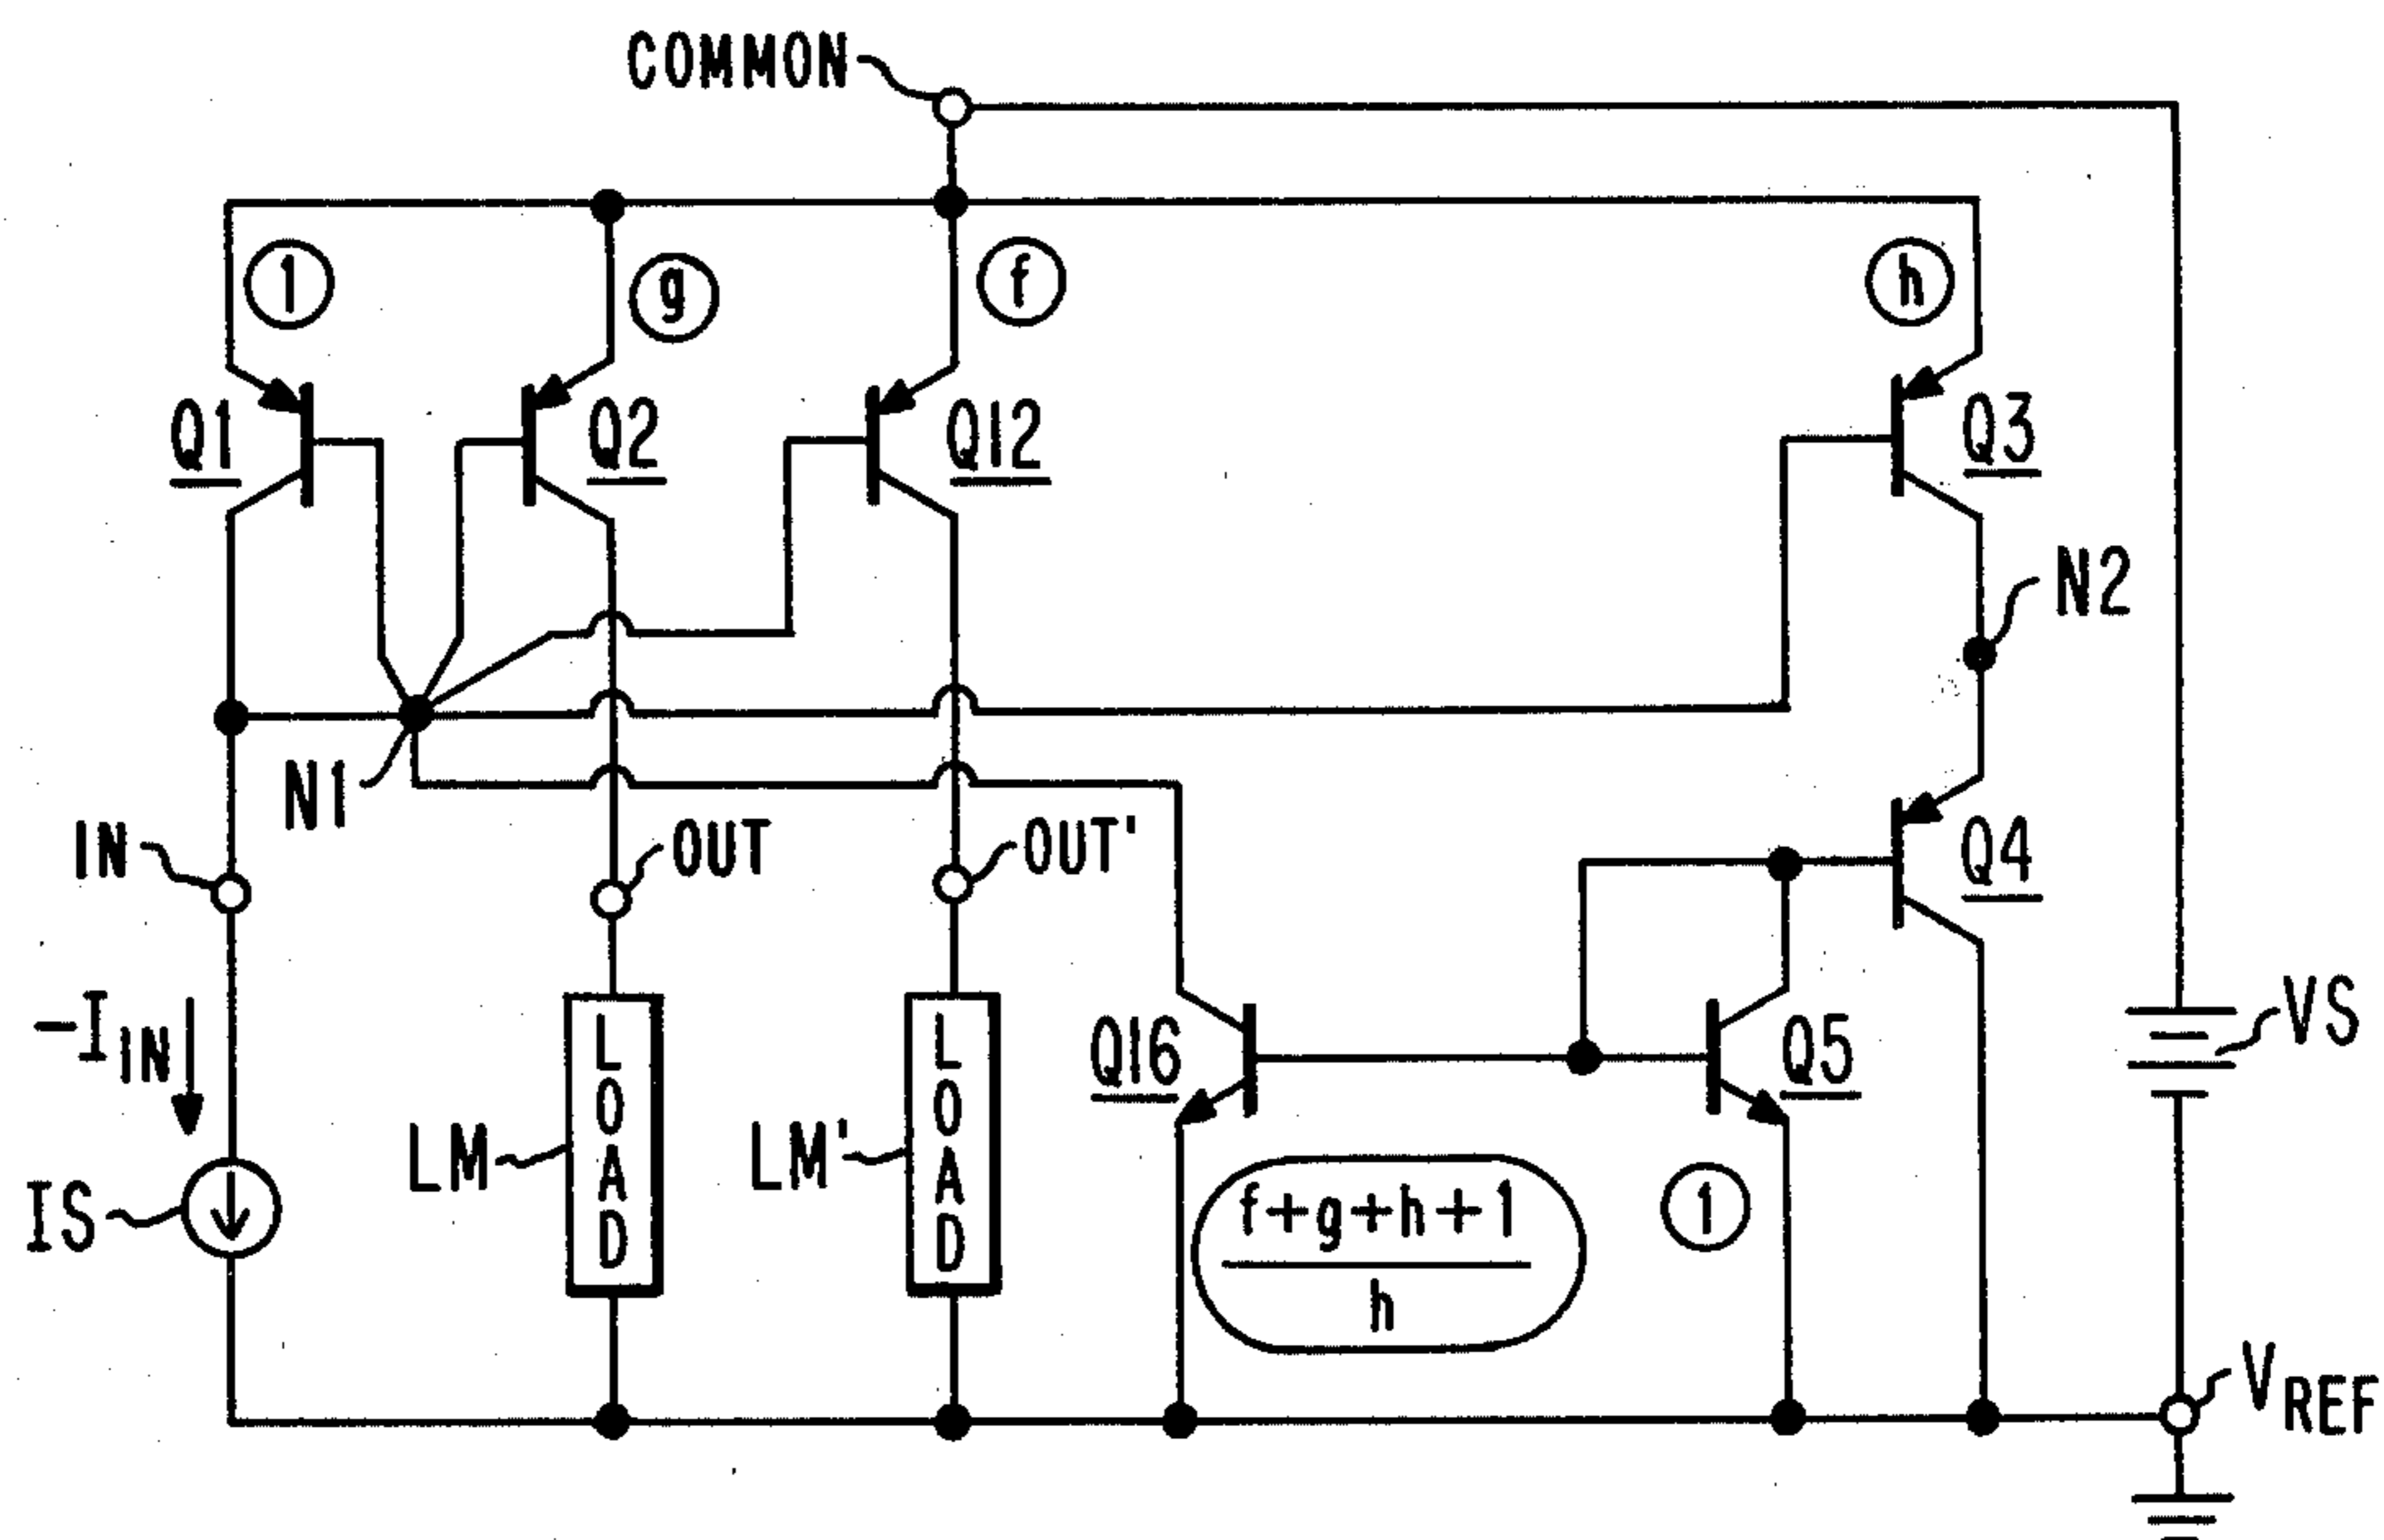 COMMON
1
g
f
h
Q1
Q2
Q12
Q3
N2
N1
IN
OUT
OUT'
Q4
-I_IN
LOAD
LOAD
Q16
Q5
VS
LM
LM'
IS
f+g+h+1
h
1
V_REF